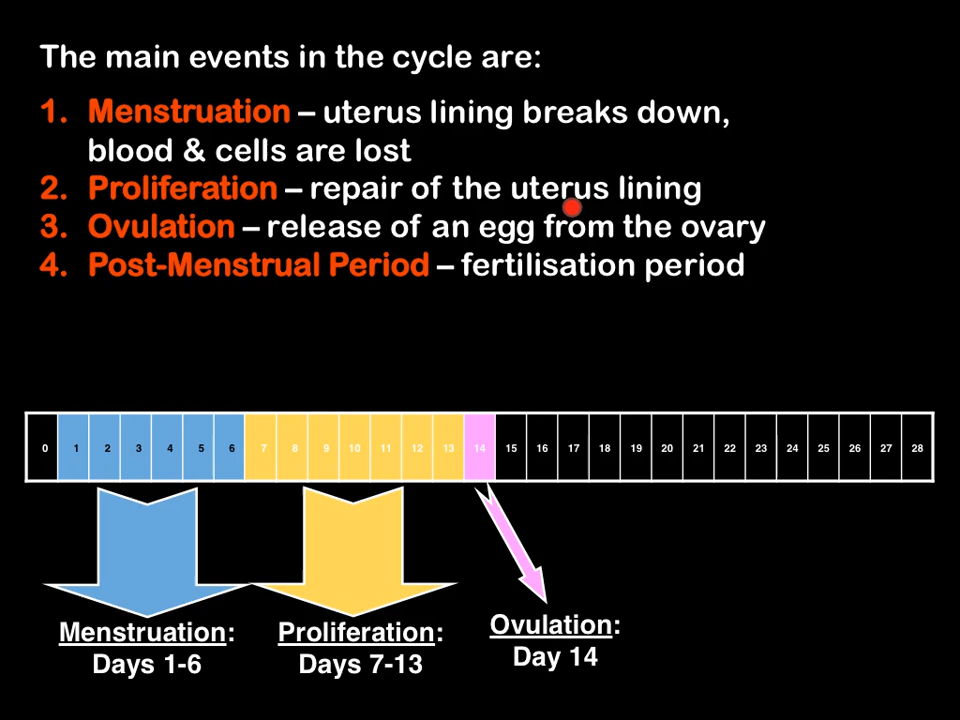 The main events in the cycle are:
1. Menstruation – uterus lining breaks down,
blood & cells are lost
2. Proliferation – repair of the uterus lining
3. Ovulation – release of an egg from the ovary
4. Post-Menstrual Period – fertilisation period
0 1 2 3 4 5 6 7 8 9 10 11 12 13 14 15 16 17 18 19 20 21 22 23 24 25 26 27 28
Menstruation:
Days 1-6
Proliferation:
Days 7-13
Ovulation:
Day 14